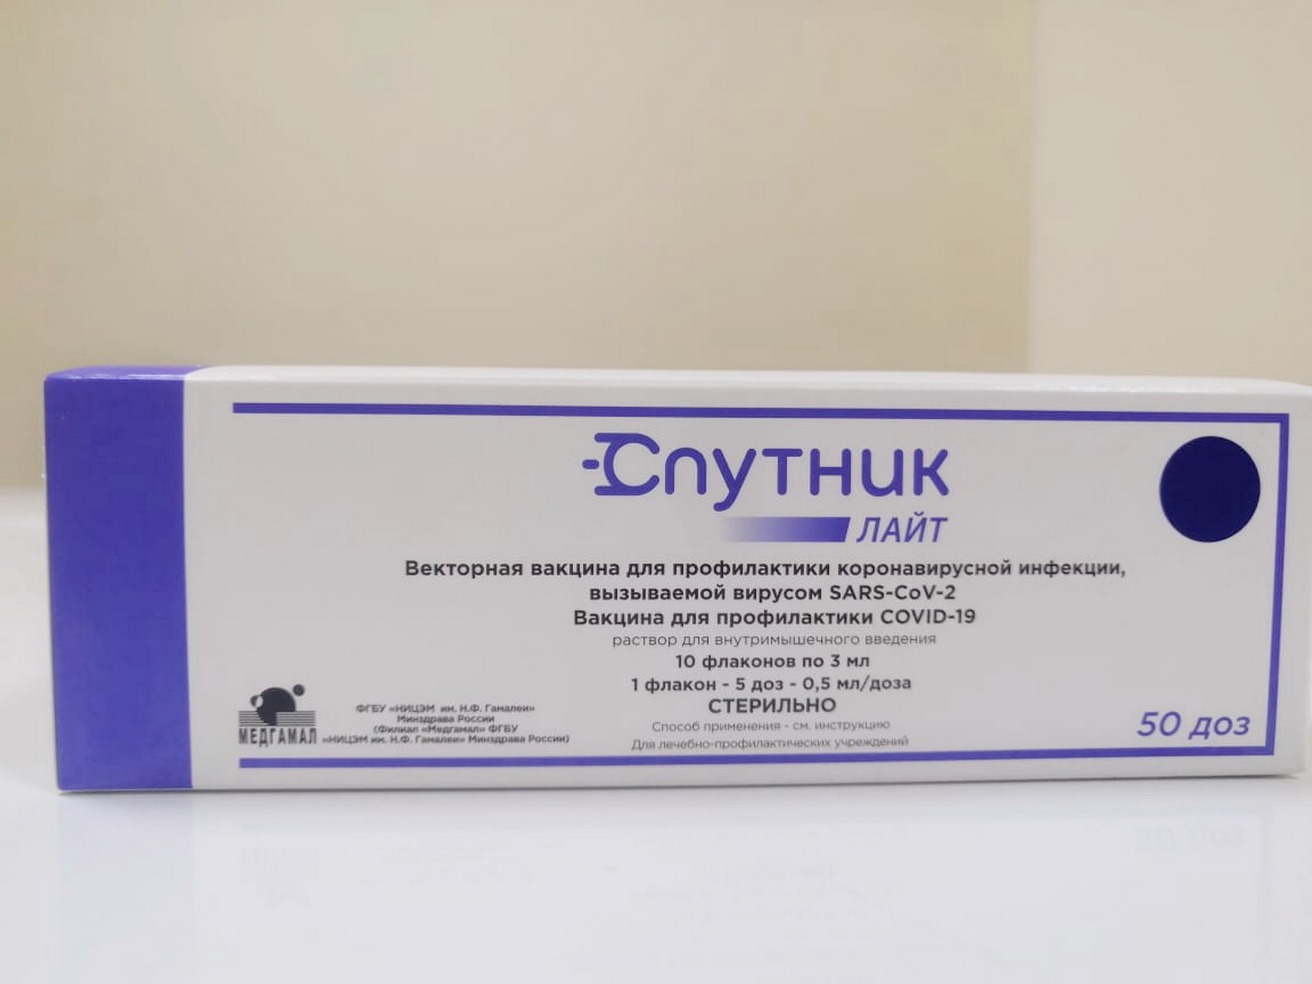 Спутник
ЛАЙТ
Векторная вакцина для профилактики коронавирусной инфекции,
вызываемой вирусом SARS-CoV-2
Вакцина для профилактики COVID-19
раствор для внутримышечного введения
10 флаконов по 3 мл
1 флакон - 5 доз - 0,5 мл/доза
СТЕРИЛЬНО
Способ применения - см. инструкцию
Для лечебно-профилактических учреждений
МЕДГАМАЛ
ФГБУ «НИЦЭМ им. Н.Ф. Гамалеи»
Минздрава России
(Филиал «Медгамал» ФГБУ
«НИЦЭМ им. Н.Ф. Гамалеи» Минздрава России)
50 доз